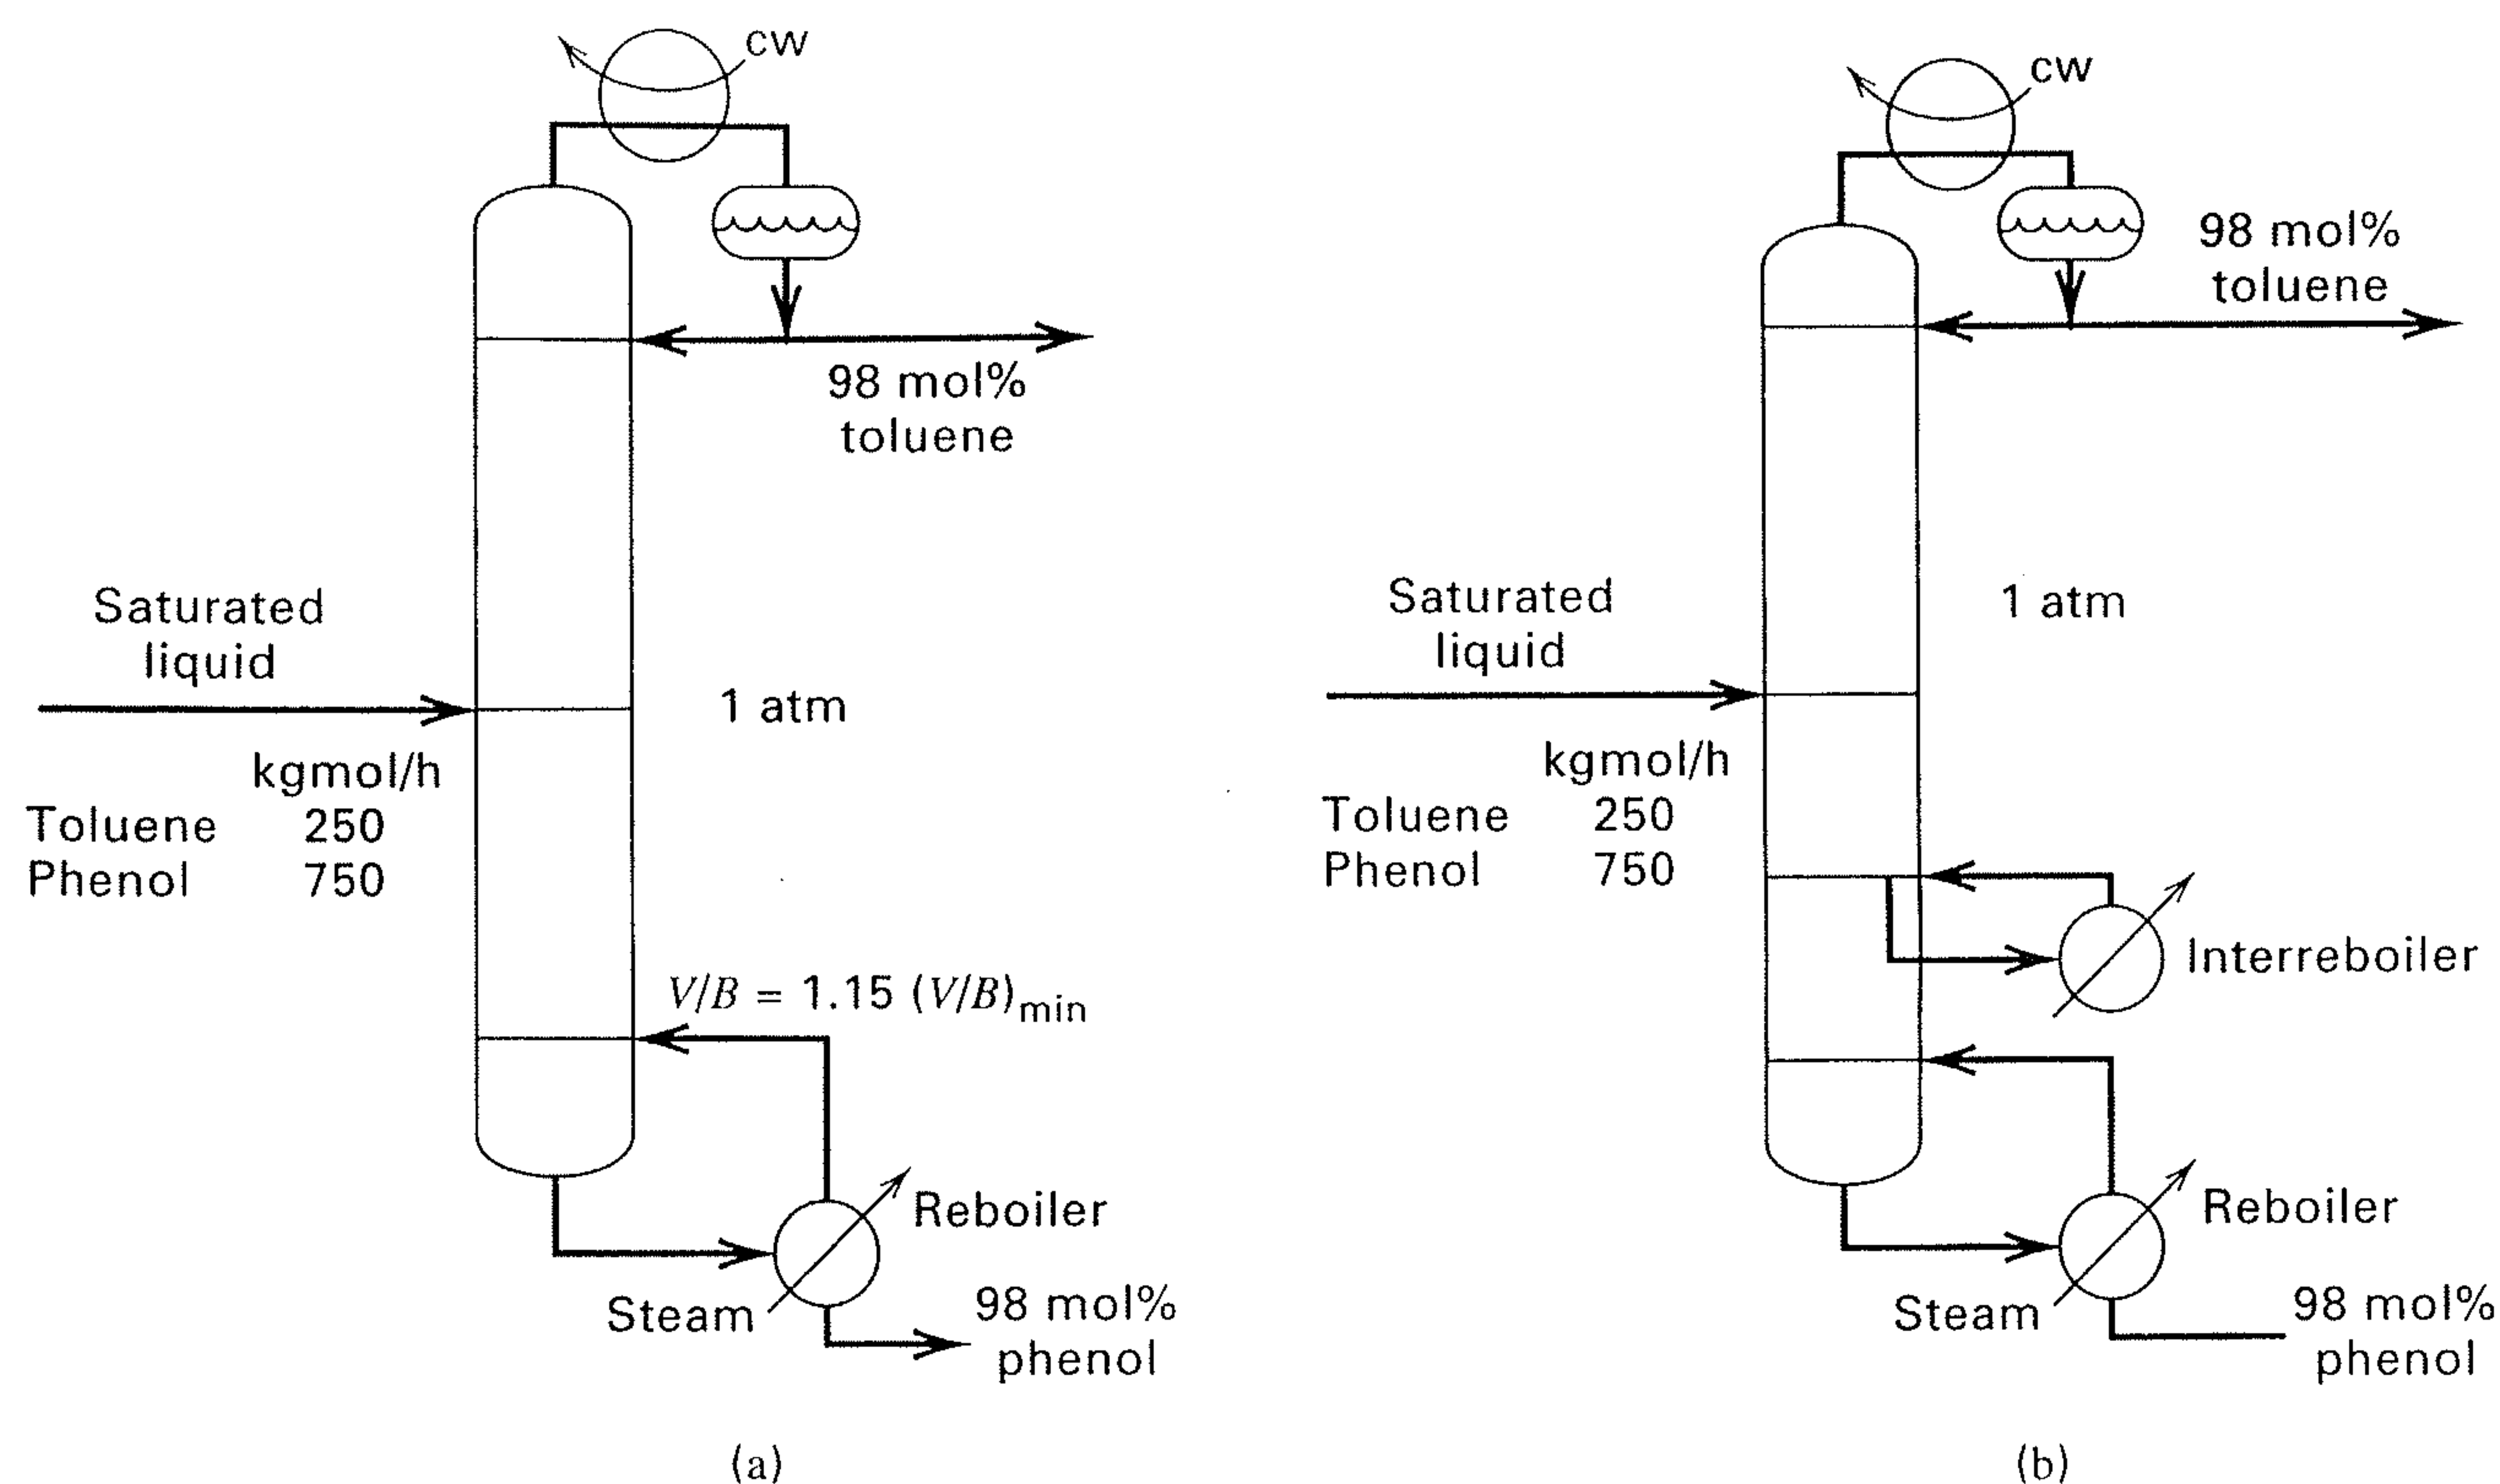 cw
98 mol%
toluene
Saturated
liquid
1 atm
kgmol/h
Toluene 250
Phenol 750
V/B = 1.15 (V/B)min
Reboiler
Steam
98 mol%
phenol
(a)
cw
98 mol%
toluene
Saturated
liquid
1 atm
kgmol/h
Toluene 250
Phenol 750
Interreboiler
Reboiler
Steam
98 mol%
phenol
(b)